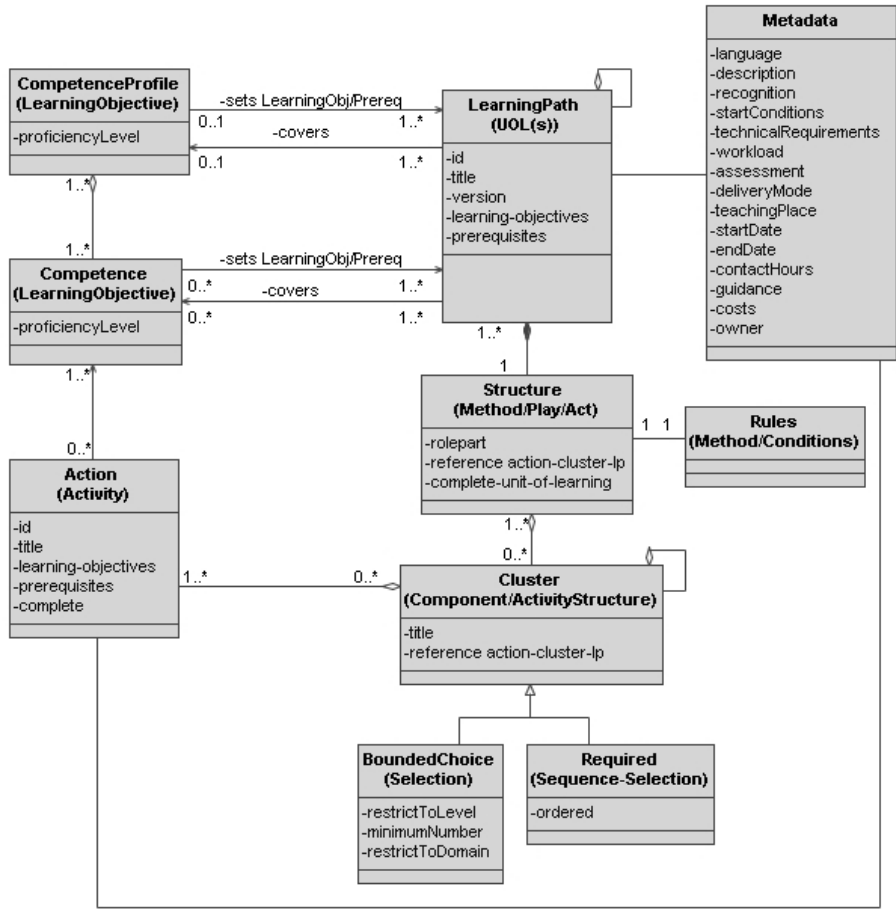 Metadata
-language
-description
-recognition
-startConditions
-technicalRequirements
-workload
-assessment
-deliveryMode
-teachingPlace
-startDate
-endDate
-contactHours
-guidance
-costs
-owner
CompetenceProfile
(LearningObjective)
-proficiencyLevel
-sets LearningObj/Prereq
0..1
1..*
-covers
0..1
1..*
LearningPath
(UOL(s))
-id
-title
-version
-learning-objectives
-prerequisites
1..*
1..*
Competence
(LearningObjective)
-proficiencyLevel
-sets LearningObj/Prereq
0..*
1..*
-covers
0..*
1..*
1..*
1
1..*
0..*
Structure
(Method/Play/Act)
-rolepart
-reference action-cluster-lp
-complete-unit-of-learning
1 1
Rules
(Method/Conditions)
Action
(Activity)
-id
-title
-learning-objectives
-prerequisites
-complete
1..*
0..*
1..*
0..*
Cluster
(Component/ActivityStructure)
-title
-reference action-cluster-lp
BoundedChoice
(Selection)
-restrictToLevel
-minimumNumber
-restrictToDomain
Required
(Sequence-Selection)
-ordered